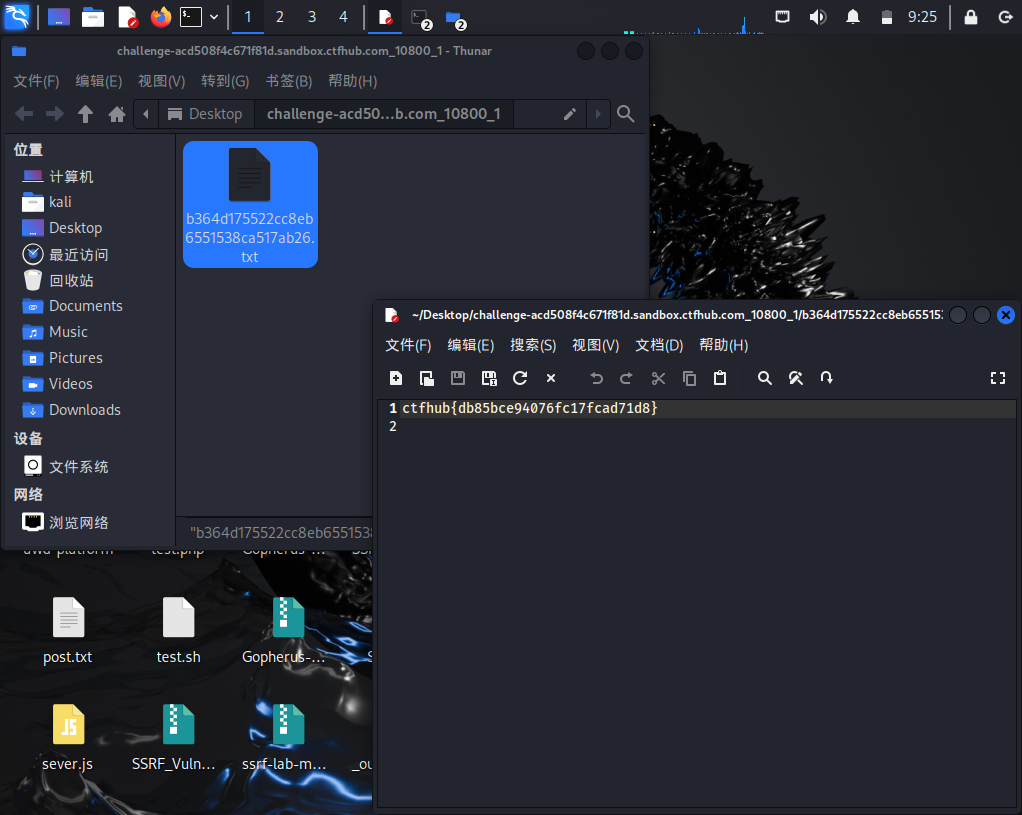 1 2 3 4 2 2 9:25
challenge-acd508f4c671f81d.sandbox.ctfhub.com_10800_1 - Thunar
文件(F) 编辑(E) 视图(V) 转到(G) 书签(B) 帮助(H)
Desktop challenge-acd50...b.com_10800_1
位置
计算机
kali
Desktop
最近访问
回收站
Documents
Music
Pictures
Videos
Downloads
设备
文件系统
网络
浏览网络
b364d175522cc8eb
6551538ca517ab26.
txt
"b364d175522cc8eb655153
~/Desktop/challenge-acd508f4c671f81d.sandbox.ctfhub.com_10800_1/b364d175522cc8eb65515
文件(F) 编辑(E) 搜索(S) 视图(V) 文档(D) 帮助(H)
1 ctfhub{db85bce94076fc17fcad71d8}
2
awd-platform test.php Gopherus-...
post.txt test.sh Gopherus-...
sever.js SSRF_Vuln... ssrf-lab-m... _ou